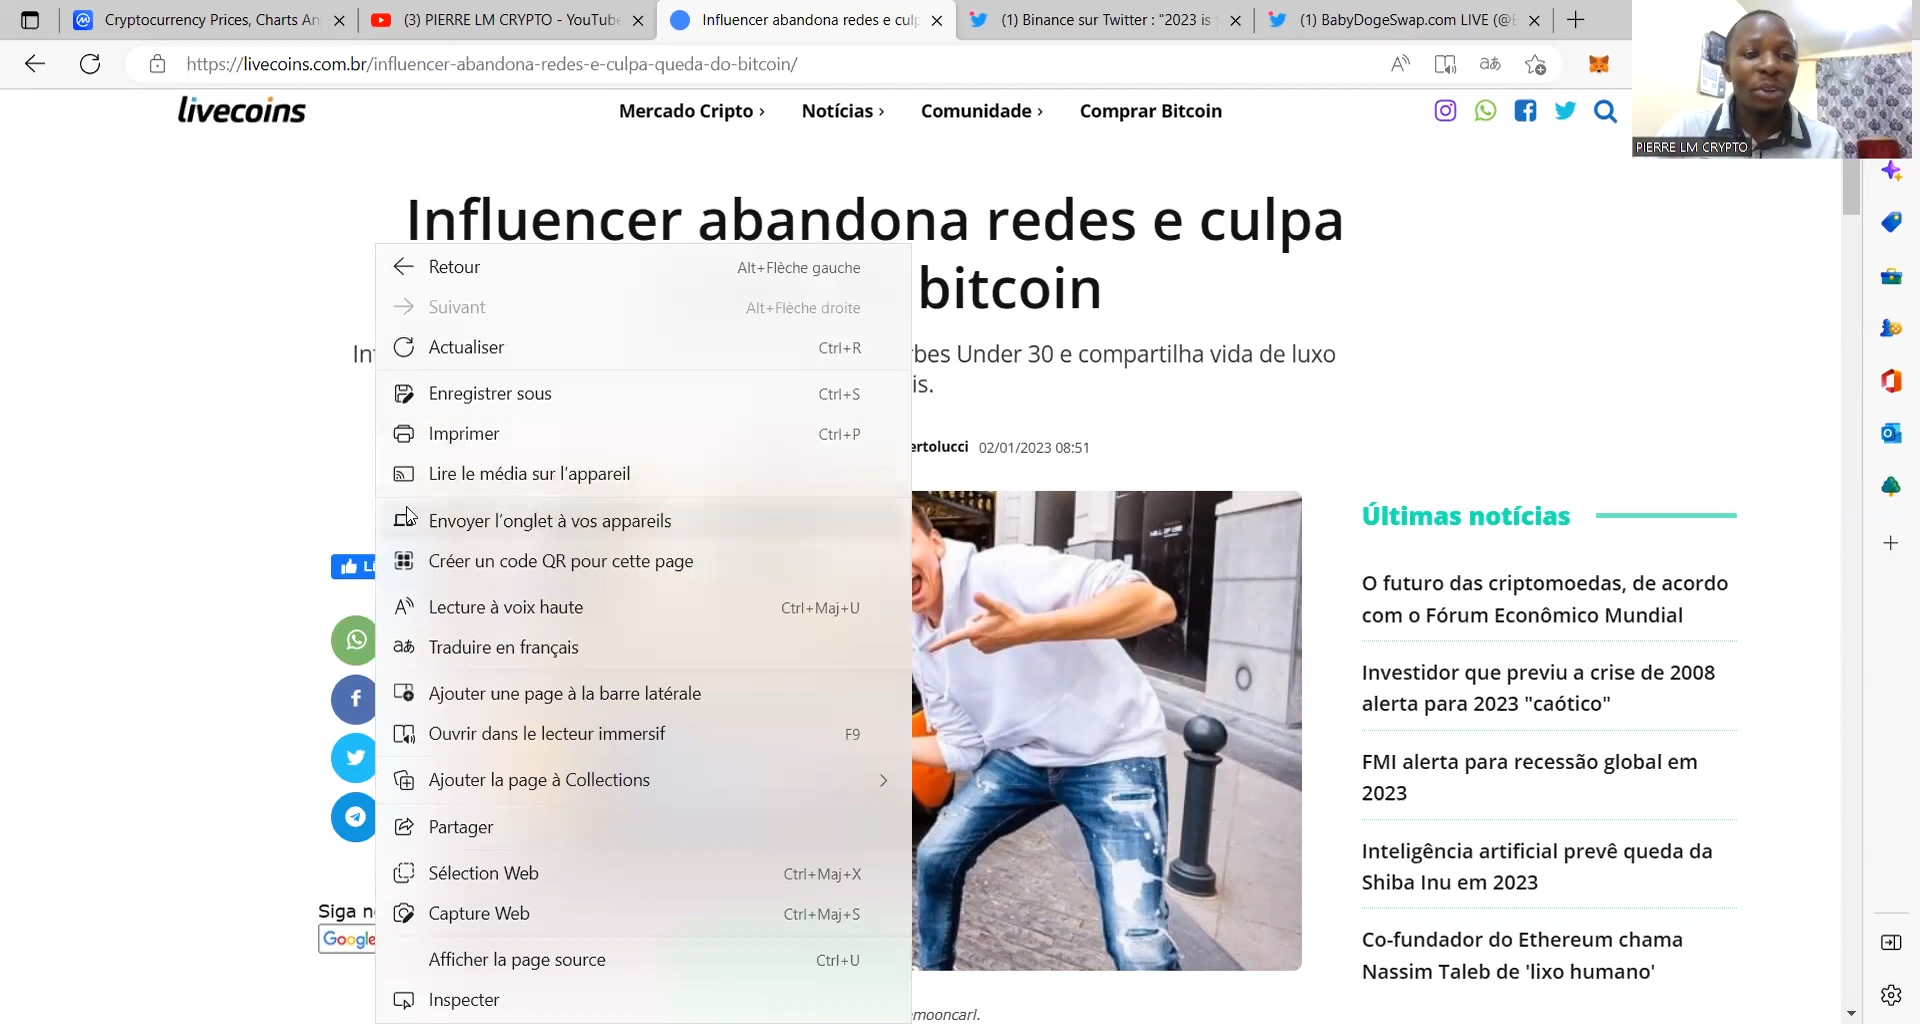 Cryptocurrency Prices, Charts An
(3) PIERRE LM CRYPTO - YouTube
Influencer abandona redes e culp
(1) Binance sur Twitter : "2023 is
(1) BabyDogeSwap.com LIVE (@
https://livecoins.com.br/influencer-abandona-redes-e-culpa-queda-do-bitcoin/
PIERRE LM CRYPTO
livecoins
Mercado Cripto ›
Notícias ›
Comunidade ›
Comprar Bitcoin
Influencer abandona redes e culpa
bitcoin
rbes Under 30 e compartilha vida de luxo
is.
ertolucci 02/01/2023 08:51
Retour Alt+Flèche gauche
Suivant Alt+Flèche droite
Actualiser Ctrl+R
Enregistrer sous Ctrl+S
Imprimer Ctrl+P
Lire le média sur l'appareil
Envoyer l'onglet à vos appareils
Créer un code QR pour cette page
Lecture à voix haute Ctrl+Maj+U
Traduire en français
Ajouter une page à la barre latérale
Ouvrir dans le lecteur immersif F9
Ajouter la page à Collections
Partager
Sélection Web Ctrl+Maj+X
Capture Web Ctrl+Maj+S
Afficher la page source Ctrl+U
Inspecter
Li
Siga n
Google
mooncarl.
Últimas notícias
O futuro das criptomoedas, de acordo
com o Fórum Econômico Mundial
Investidor que previu a crise de 2008
alerta para 2023 "caótico"
FMI alerta para recessão global em
2023
Inteligência artificial prevê queda da
Shiba Inu em 2023
Co-fundador do Ethereum chama
Nassim Taleb de 'lixo humano'